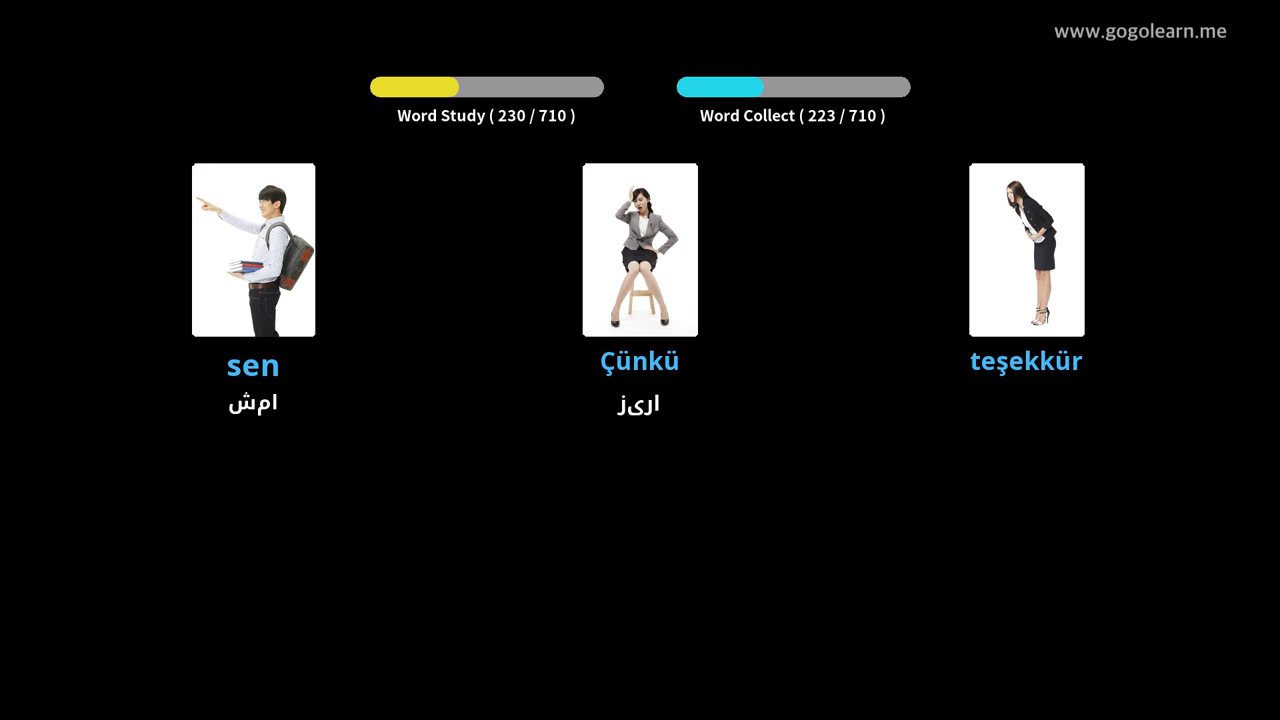 www.gogolearn.me
Word Study ( 230 / 710 )
Word Collect ( 223 / 710 )
sen
امش
Çünkü
اریز
teşekkür